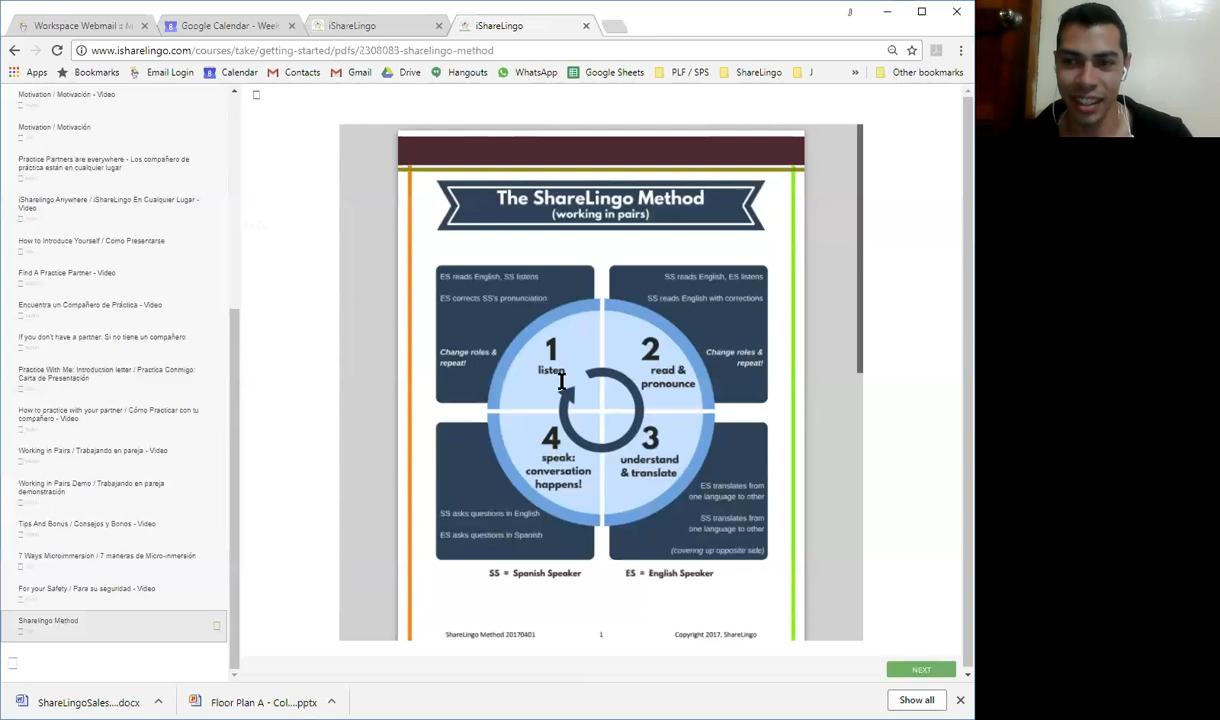 Workspace Webmail :: M
Google Calendar - Week
iShareLingo
iShareLingo
www.isharelingo.com/courses/take/getting-started/pdfs/2308083-sharelingo-method
Apps
Bookmarks
Email Login
Calendar
Contacts
Gmail
Drive
Hangouts
WhatsApp
Google Sheets
PLF / SPS
ShareLingo
J
»
Other bookmarks
Motivation / Motivación - Video
Motivation / Motivación
Practice Partners are everywhere - Los compañero de
práctica están en cualquier lugar
iSharelingo Anywhere / iShareLingo En Cualquier Lugar -
Video
How to Introduce Yourself / Como Presentarse
Find A Practice Partner - Video
Encuentra un Compañero de Práctica - Video
If you don't have a partner: Si no tiene un compañero
Practice With Me: Introduction letter / Practica Conmigo:
Carta de Presentación
How to practice with your partner / Cómo Practicar con tu
compañero - Video
Working in Pairs / Trabajando en pareja - Video
Working in Pairs Demo / Trabajando en pareja
demonstración
Tips And Bonus / Consejos y Bonos - Video
7 Ways Microimmersion / 7 maneras de Micro-inmersión
For your Safety / Para su seguridad - Video
Sharelingo Method
The ShareLingo Method
(working in pairs)
ES reads English, SS listens
ES corrects SS's pronunciation
Change roles &
repeat!
SS reads English, ES listens
SS reads English with corrections
Change roles &
repeat!
1
listen
2
read &
pronounce
4
speak:
conversation
happens!
3
understand
& translate
SS asks questions in English
ES asks questions in Spanish
ES translates from
one language to other
SS translates from
one language to other
(covering up opposite side)
SS = Spanish Speaker
ES = English Speaker
ShareLingo Method 20170401
1
Copyright 2017, ShareLingo
NEXT
ShareLingoSales....docx
Floor Plan A - Col....pptx
Show all